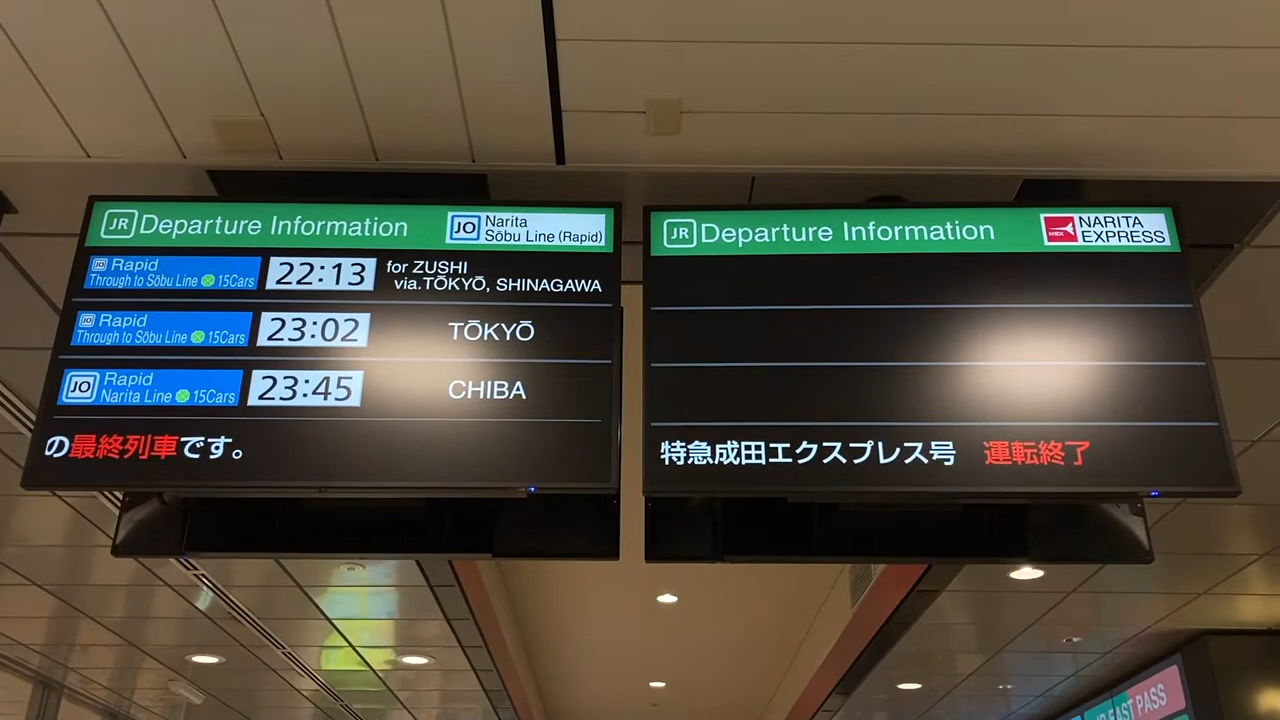 JR Departure Information JO Narita Sōbu Line (Rapid)
JO Rapid Through to Sōbu Line 15Cars 22:13 for ZUSHI via.TŌKYŌ, SHINAGAWA
JO Rapid Through to Sōbu Line 15Cars 23:02 TŌKYŌ
JO Rapid Narita Line 15Cars 23:45 CHIBA
の最終列車です。
JR Departure Information NEX NARITA EXPRESS
特急成田エクスプレス号 運転終了
EAST PASS